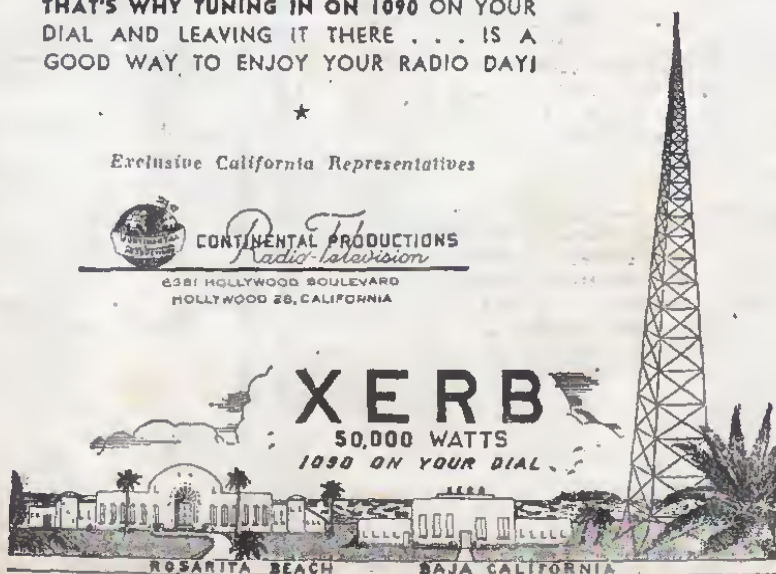 THAT'S WHY TUNING IN ON 1090 ON YOUR
DIAL AND LEAVING IT THERE . . . IS A
GOOD WAY TO ENJOY YOUR RADIO DAY!
Exclusive California Representatives
CONTINENTAL PRODUCTIONS
Radio-Television
6381 HOLLYWOOD BOULEVARD
HOLLYWOOD 28, CALIFORNIA
XERB
50,000 WATTS
1090 ON YOUR DIAL
XERB
ROSARITA BEACH BAJA CALIFORNIA